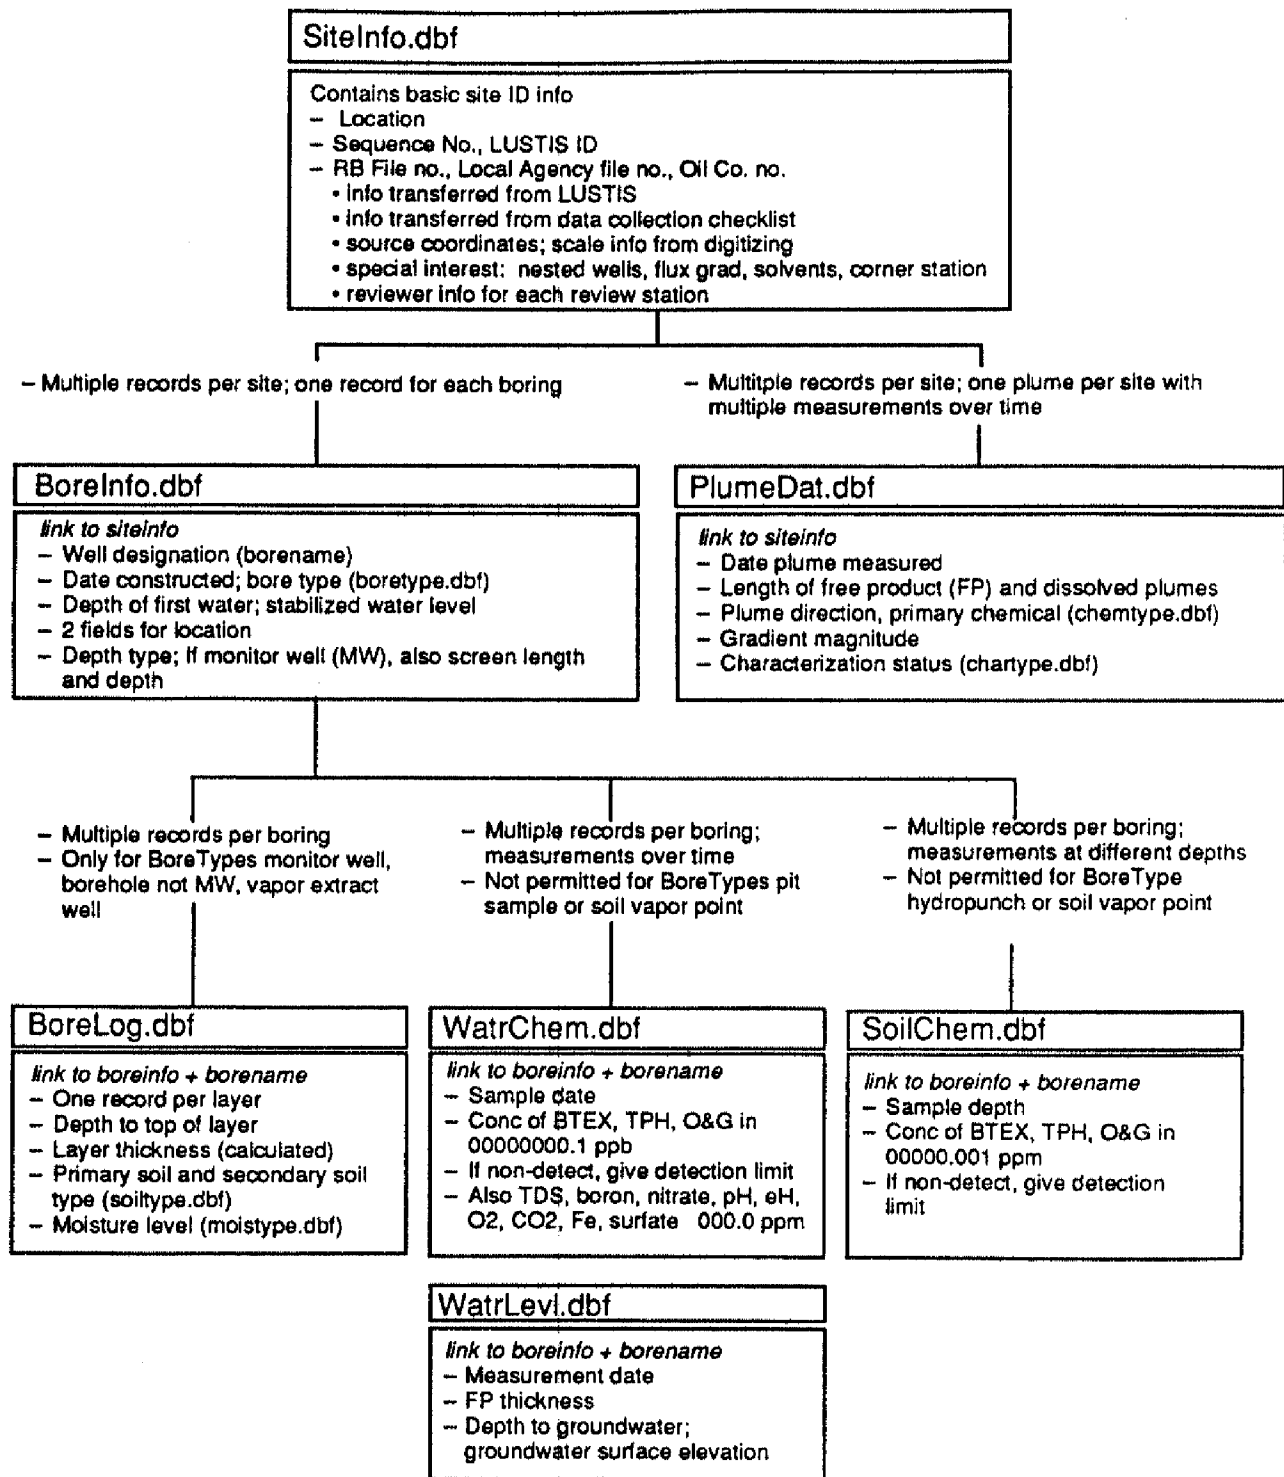 SiteInfo.dbf
Contains basic site ID info
– Location
– Sequence No., LUSTIS ID
– RB File no., Local Agency file no., Oil Co. no.
• info transferred from LUSTIS
• info transferred from data collection checklist
• source coordinates; scale info from digitizing
• special interest: nested wells, flux grad, solvents, corner station
• reviewer info for each review station
– Multiple records per site; one record for each boring
– Multitple records per site; one plume per site with
multiple measurements over time
BoreInfo.dbf
link to siteinfo
– Well designation (borename)
– Date constructed; bore type (boretype.dbf)
– Depth of first water; stabilized water level
– 2 fields for location
– Depth type; if monitor well (MW), also screen length
and depth
PlumeDat.dbf
link to siteinfo
– Date plume measured
– Length of free product (FP) and dissolved plumes
– Plume direction, primary chemical (chemtype.dbf)
– Gradient magnitude
– Characterization status (chartype.dbf)
– Multiple records per boring
– Only for BoreTypes monitor well,
borehole not MW, vapor extract
well
– Multiple records per boring;
measurements over time
– Not permitted for BoreTypes pit
sample or soil vapor point
– Multiple records per boring;
measurements at different depths
– Not permitted for BoreType
hydropunch or soil vapor point
BoreLog.dbf
link to boreinfo + borename
– One record per layer
– Depth to top of layer
– Layer thickness (calculated)
– Primary soil and secondary soil
type (soiltype.dbf)
– Moisture level (moistype.dbf)
WatrChem.dbf
link to boreinfo + borename
– Sample date
– Conc of BTEX, TPH, O&G in
00000000.1 ppb
– If non-detect, give detection limit
– Also TDS, boron, nitrate, pH, eH,
O2, CO2, Fe, surfate 000.0 ppm
SoilChem.dbf
link to boreinfo + borename
– Sample depth
– Conc of BTEX, TPH, O&G in
00000.001 ppm
– If non-detect, give detection
limit
WatrLevl.dbf
link to boreinfo + borename
– Measurement date
– FP thickness
– Depth to groundwater;
groundwater surface elevation